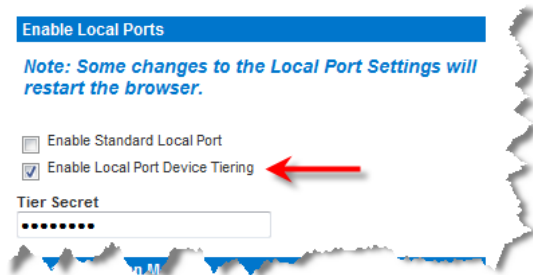 Enable Local Ports
Note: Some changes to the Local Port Settings will
restart the browser.
Enable Standard Local Port
Enable Local Port Device Tiering
Tier Secret
••••••••